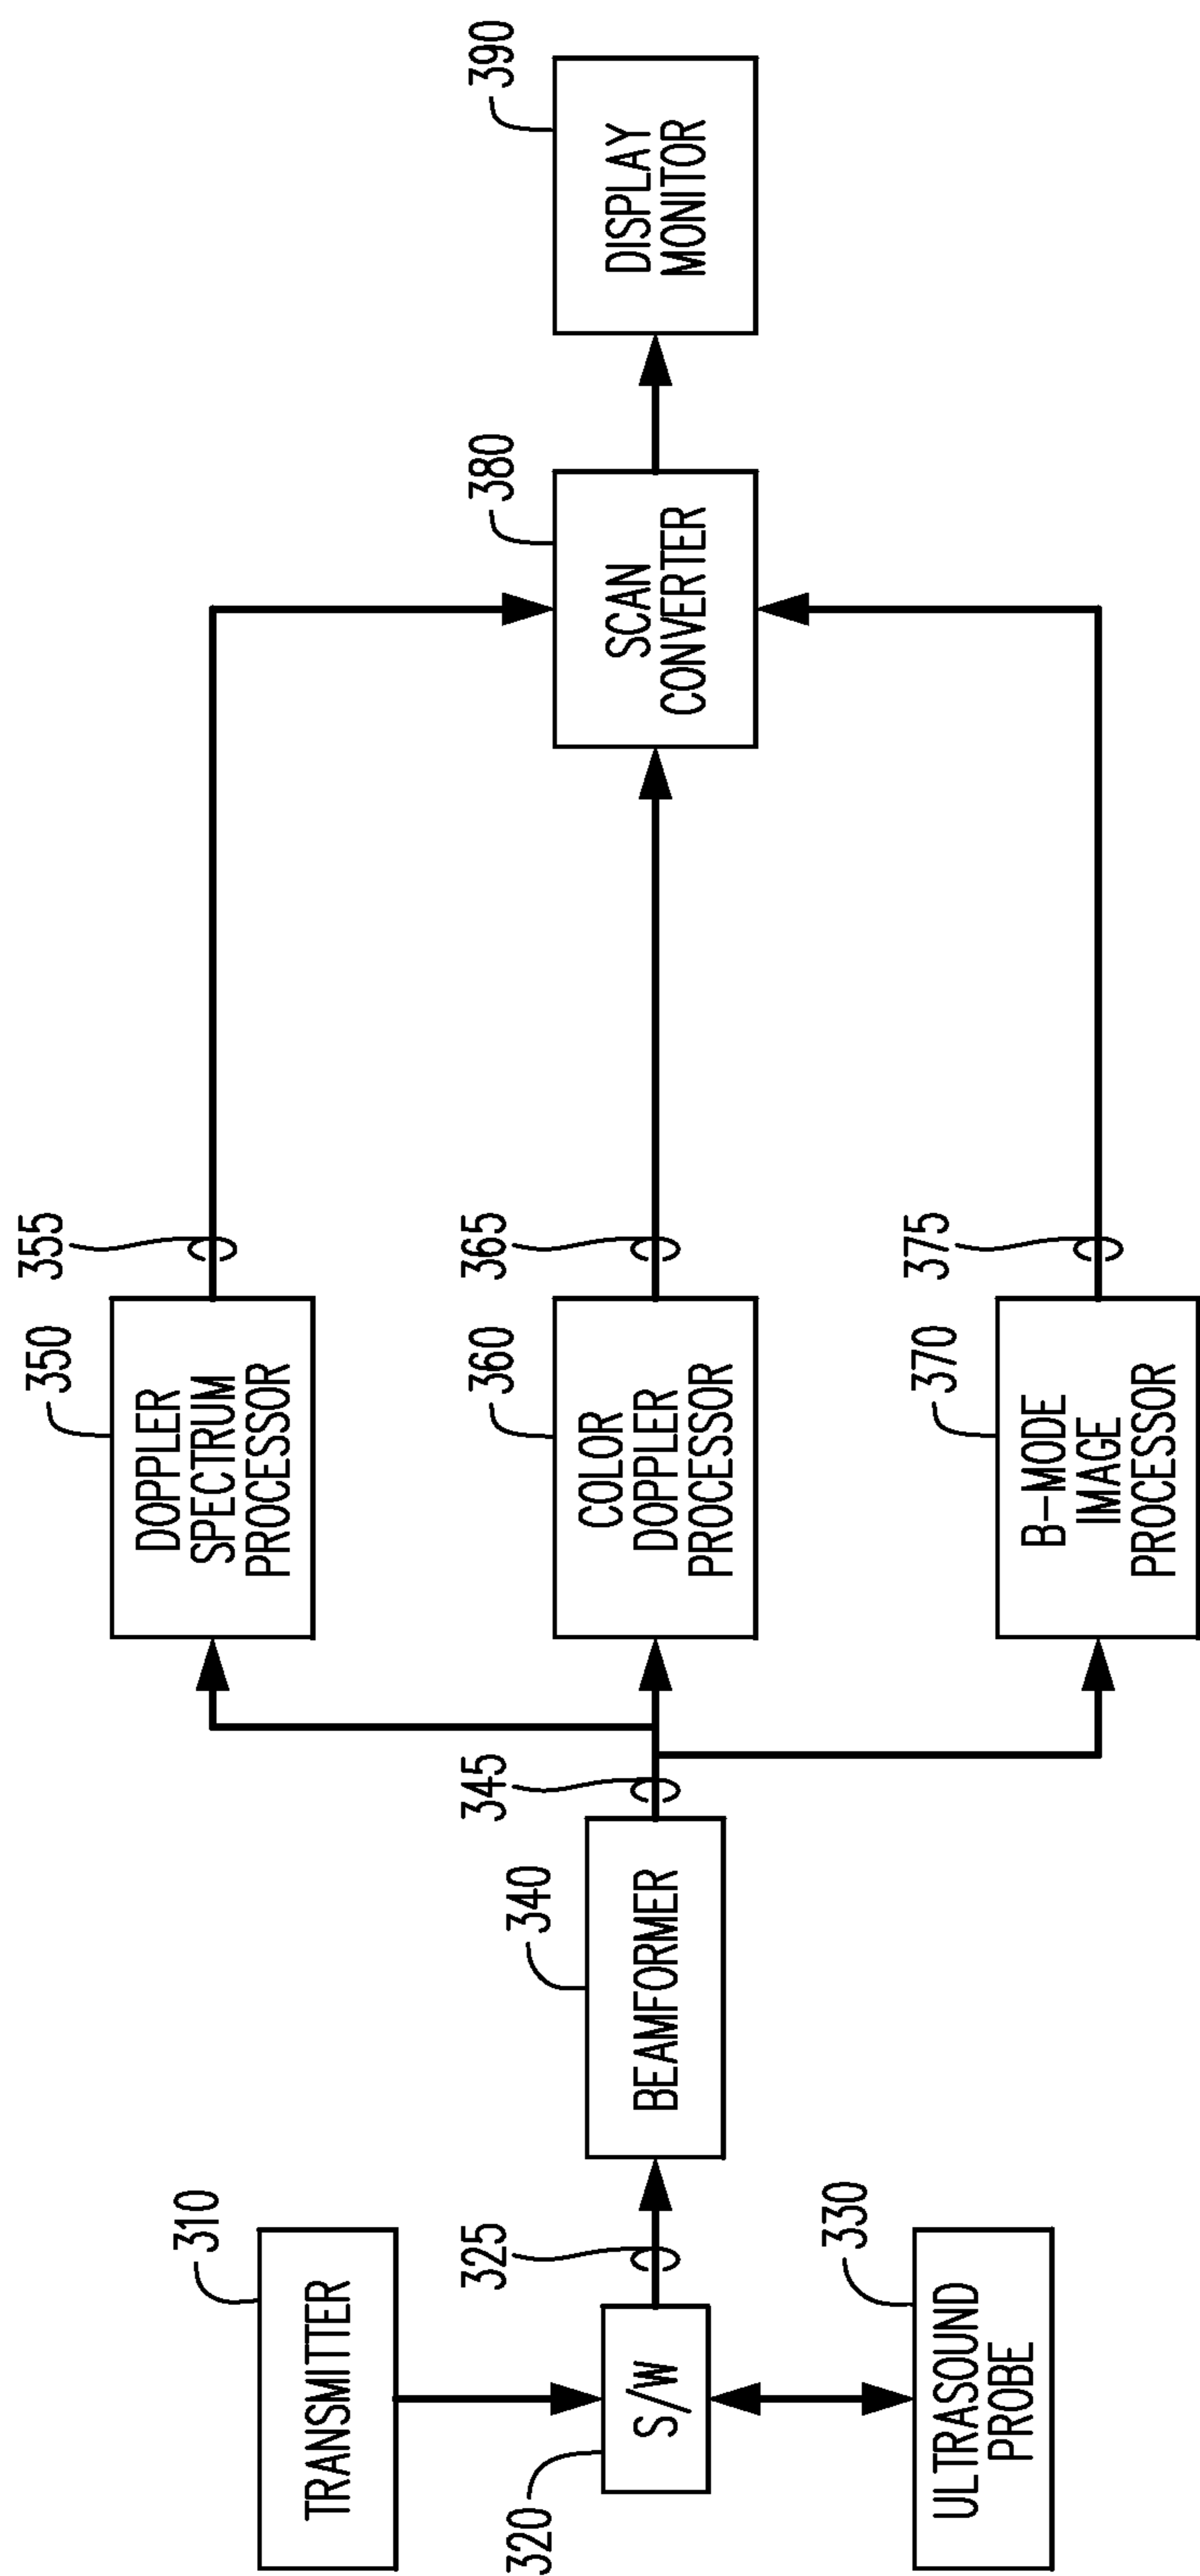 310
TRANSMITTER
320
S/W
325
330
ULTRASOUND
PROBE
340
BEAMFORMER
345
350
DOPPLER
SPECTRUM
PROCESSOR
355
360
COLOR
DOPPLER
PROCESSOR
365
370
B-MODE
IMAGE
PROCESSOR
375
380
SCAN
CONVERTER
390
DISPLAY
MONITOR